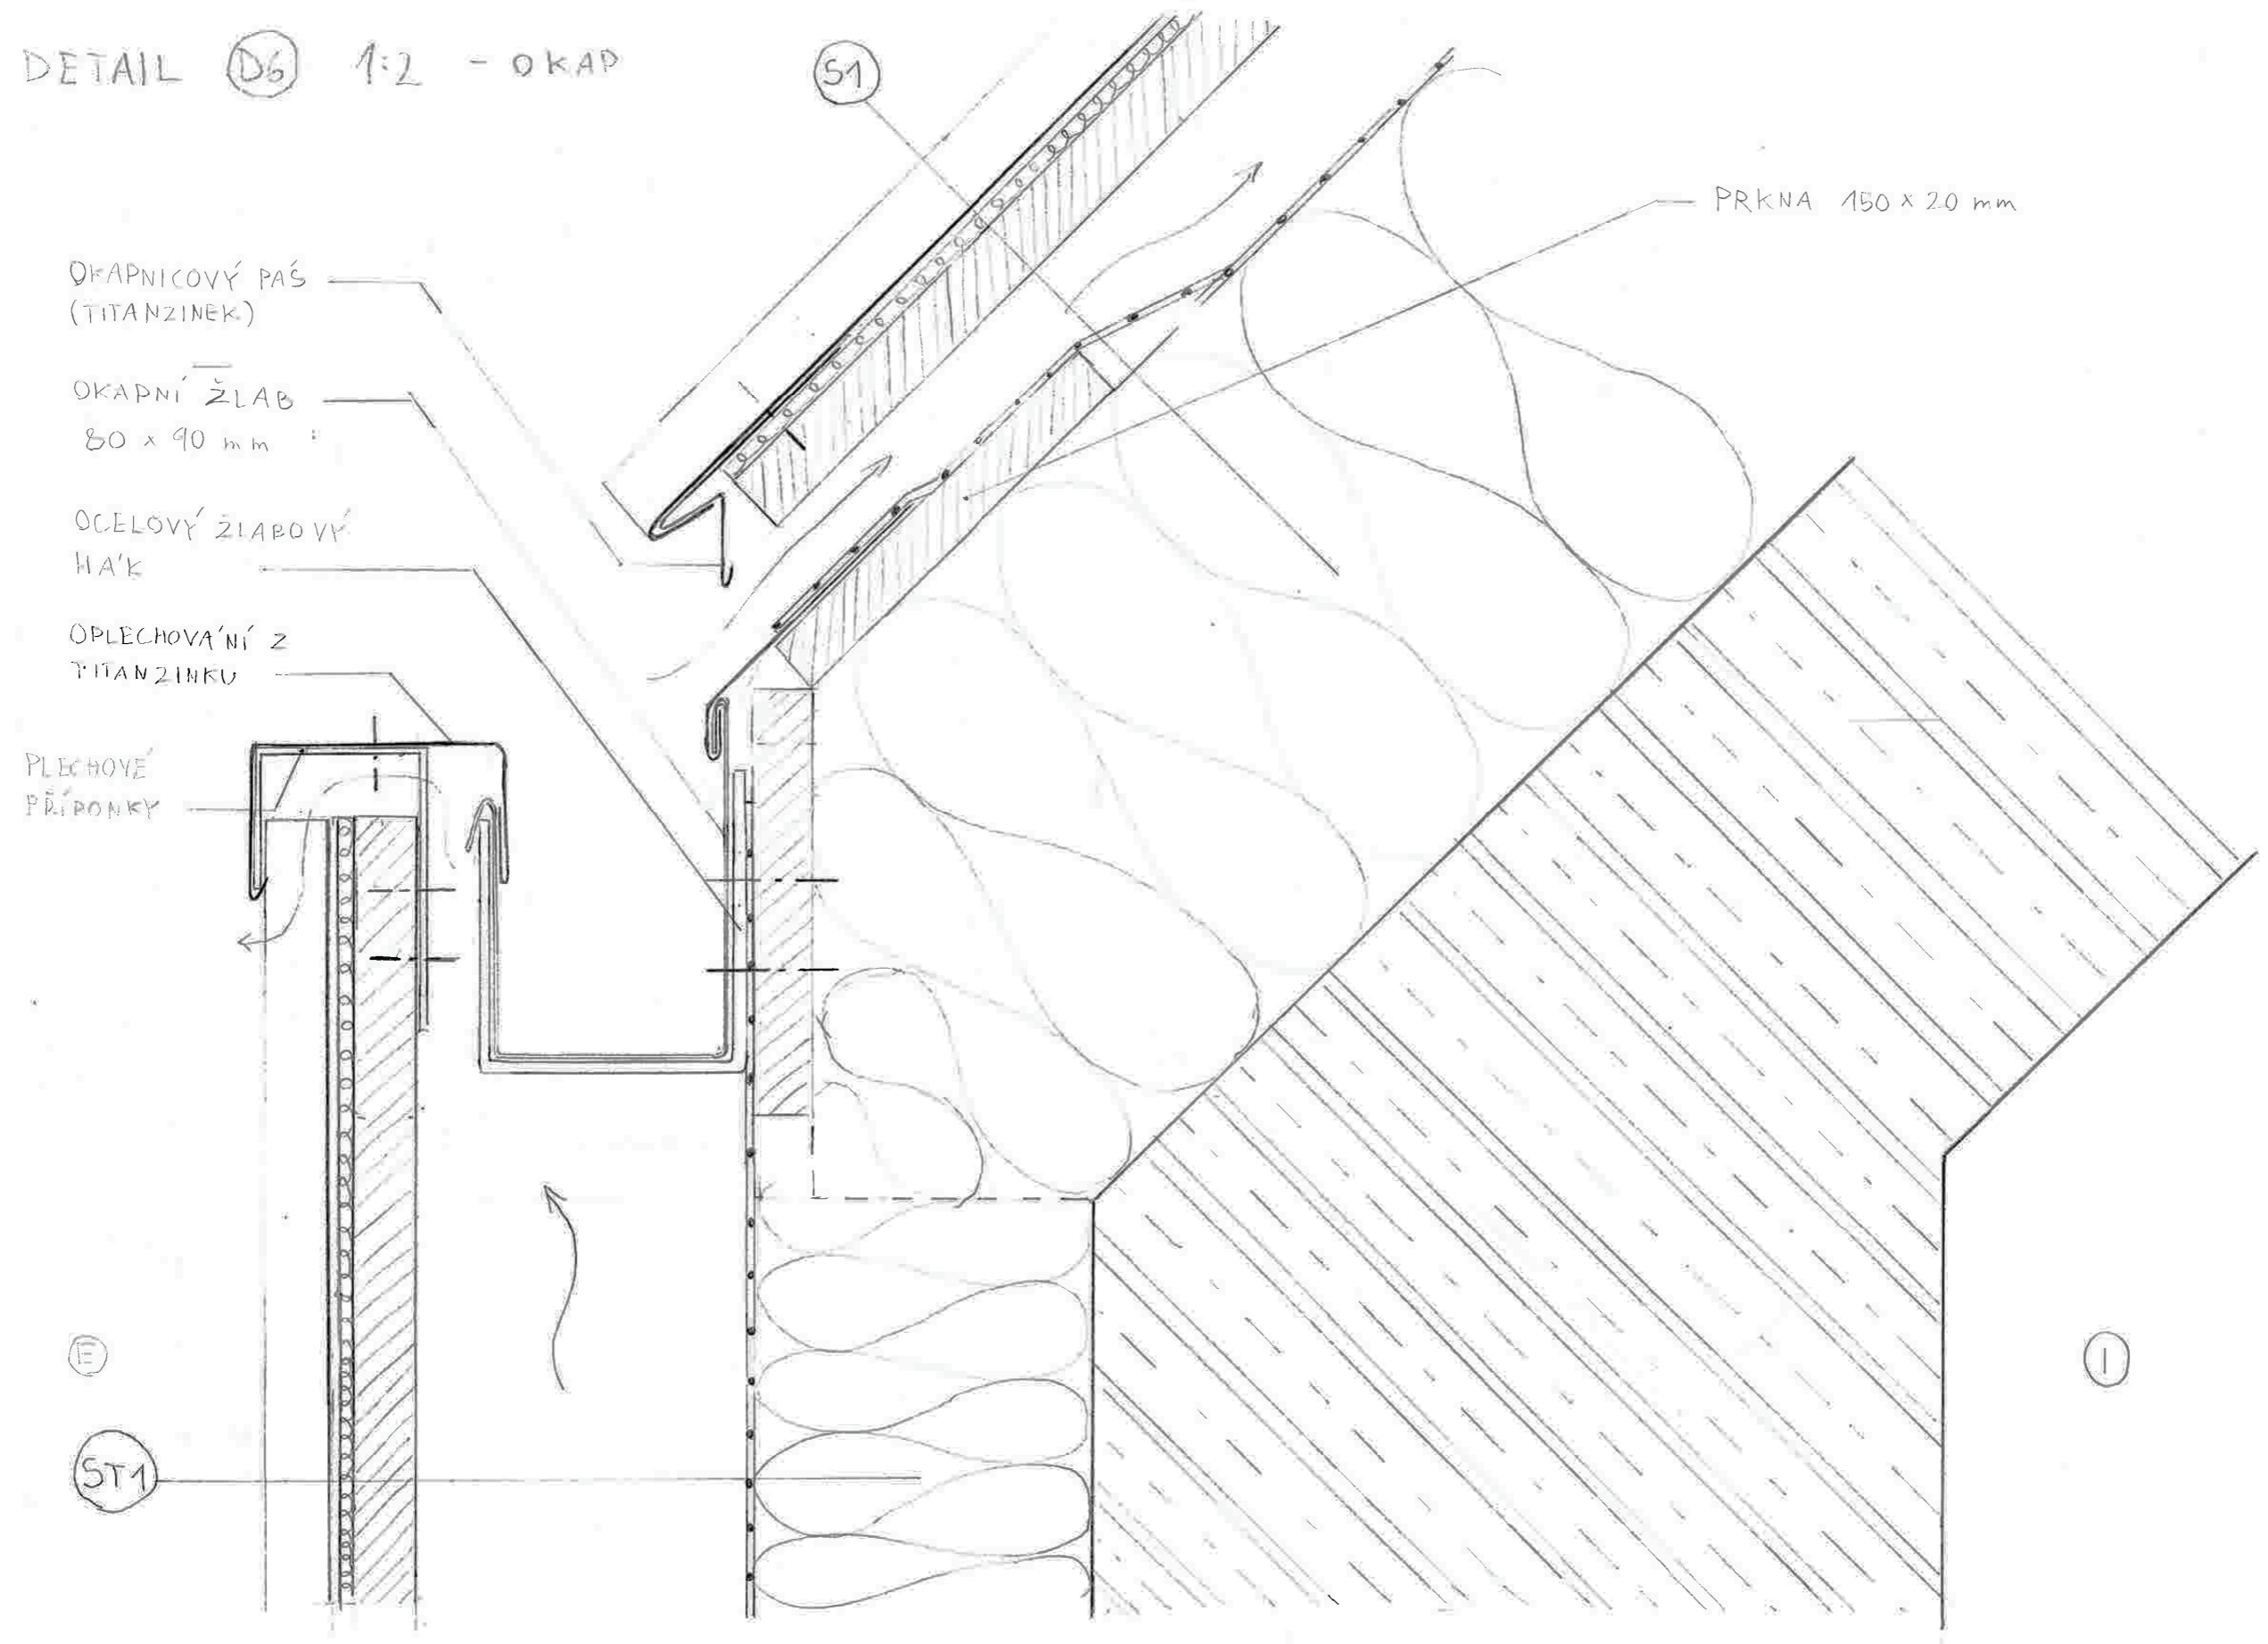 DETAIL D6 1:2 - OKAP
S1
PRKNA 150 x 20 mm
OKAPNICOVÝ PÁS
(TITANZINEK)
OKAPNÍ ŽLAB
80 x 90 mm
OCELOVÝ ŽLABOVÝ
HÁK
OPLECHOVÁNÍ Z
TITANZINKU
PLECHOVÉ
PŘÍPONKY
E
I
ST1